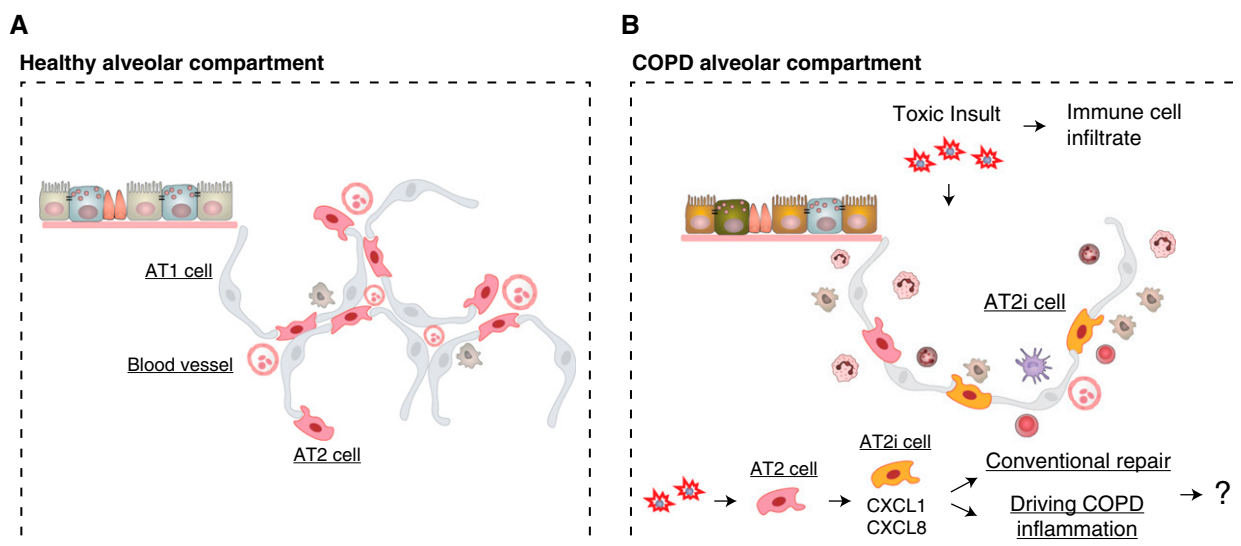 A
Healthy alveolar compartment
AT1 cell
Blood vessel
AT2 cell
B
COPD alveolar compartment
Toxic Insult
Immune cell
infiltrate
AT2i cell
AT2 cell
AT2i cell
CXCL1
CXCL8
Conventional repair
Driving COPD
inflammation
?